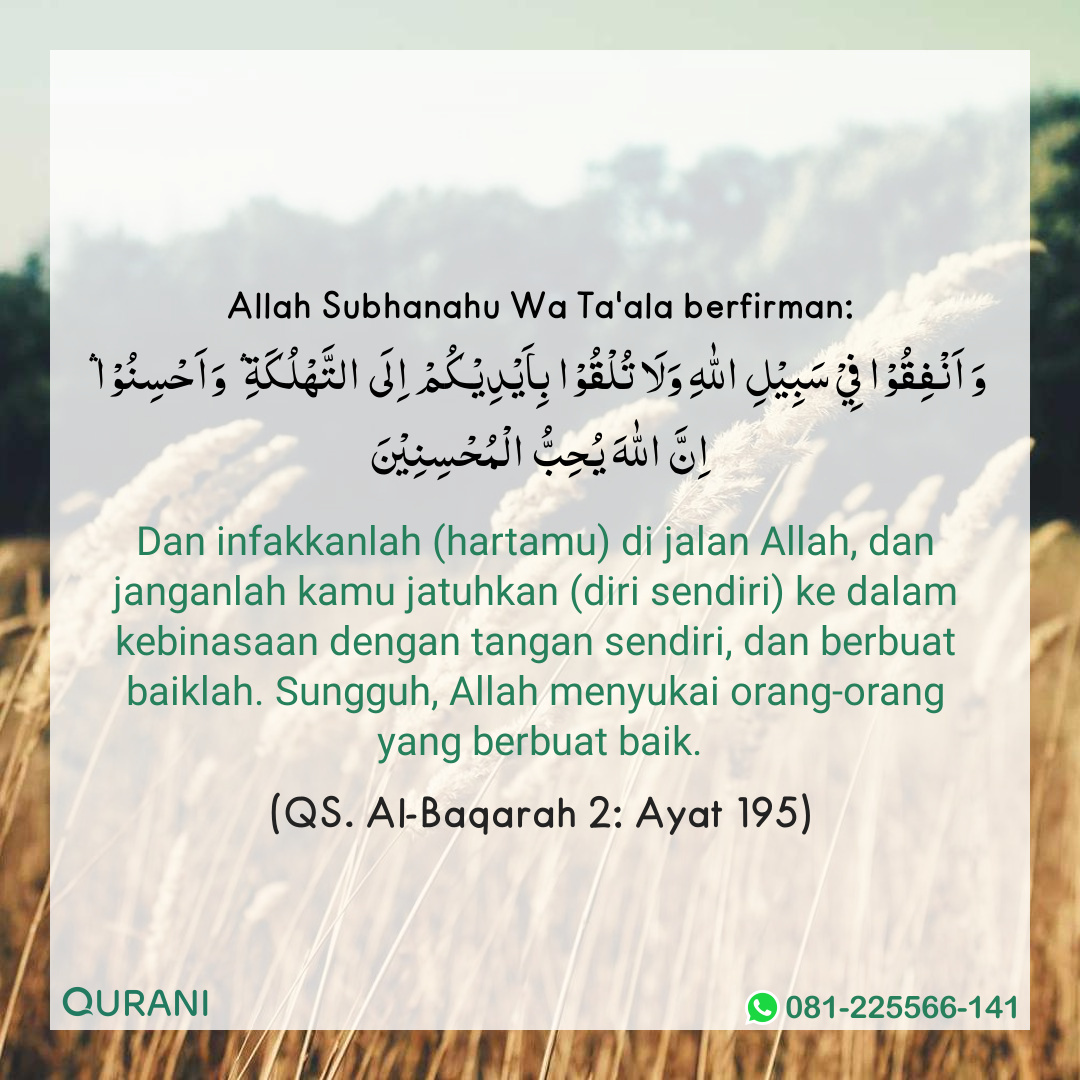 Allah Subhanahu Wa Ta'ala berfirman:
وَاَنْفِقُوْا فِيْ سَبِيْلِ اللّٰهِ وَلَا تُلْقُوْا بِاَيْدِيْكُمْ اِلَى التَّهْلُكَةِ ۛ وَاَحْسِنُوْا ۛ
اِنَّ اللّٰهَ يُحِبُّ الْمُحْسِنِيْنَ
Dan infakkanlah (hartamu) di jalan Allah, dan
janganlah kamu jatuhkan (diri sendiri) ke dalam
kebinasaan dengan tangan sendiri, dan berbuat
baiklah. Sungguh, Allah menyukai orang-orang
yang berbuat baik.
(QS. Al-Baqarah 2: Ayat 195)
QURANI
081-225566-141